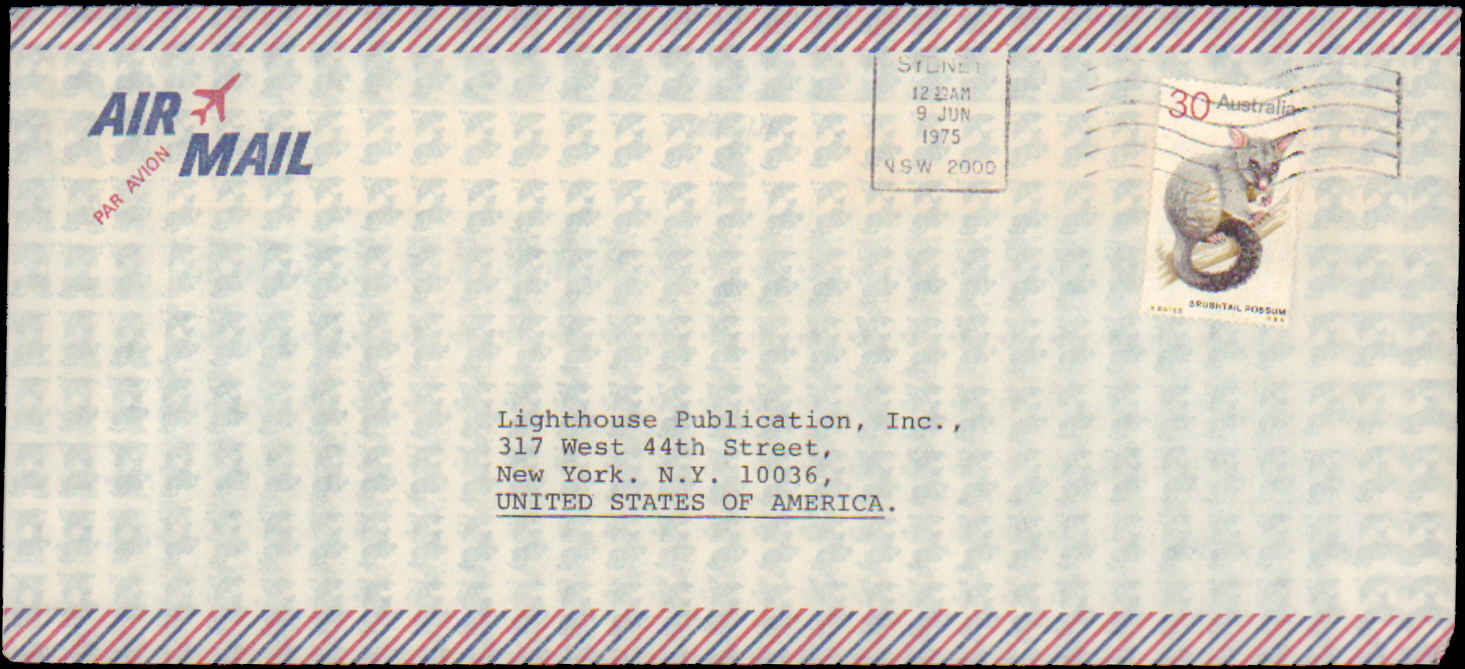 AIR
MAIL
PAR AVION
SYDNEY
12 AM
9 JUN
1975
NSW 2000
30 Australia
BRUSHTAIL POSSUM
Lighthouse Publication, Inc.,
317 West 44th Street,
New York. N.Y. 10036,
UNITED STATES OF AMERICA.